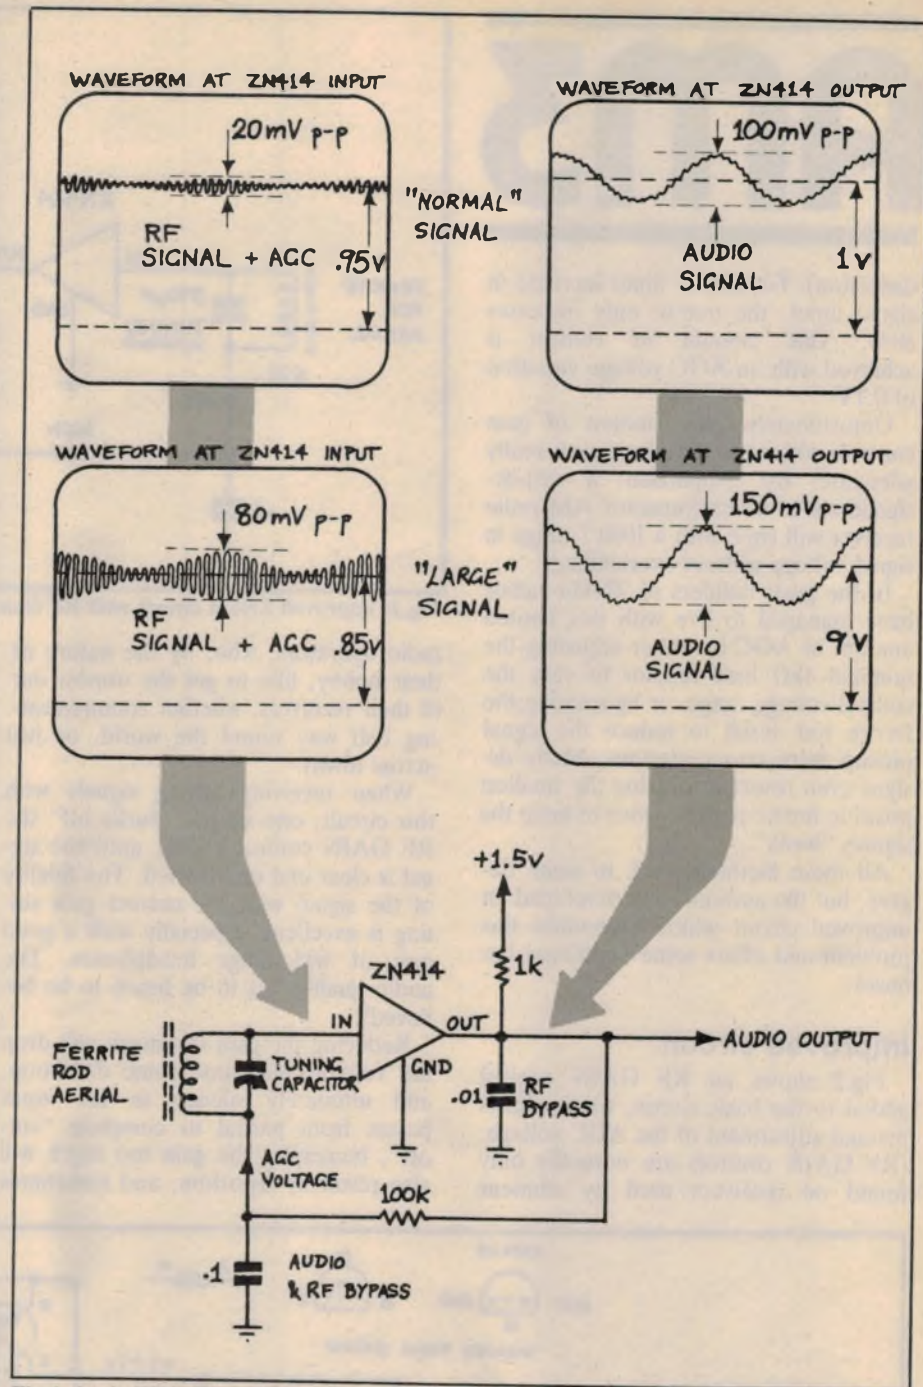 WAVEFORM AT ZN414 INPUT
20mV p-p
RF
SIGNAL + AGC .95v
"NORMAL"
SIGNAL
WAVEFORM AT ZN414 OUTPUT
100mV p-p
AUDIO
SIGNAL
1v
WAVEFORM AT ZN414 INPUT
80mV p-p
RF
SIGNAL + AGC .85v
"LARGE"
SIGNAL
WAVEFORM AT ZN414 OUTPUT
150mV p-p
AUDIO
SIGNAL
.9v
+1.5v
1k
ZN414
IN
OUT
GND
AUDIO OUTPUT
FERRITE
ROD
AERIAL
TUNING
CAPACITOR
.01
RF
BYPASS
AGC
VOLTAGE
100k
.1
AUDIO
& RF BYPASS